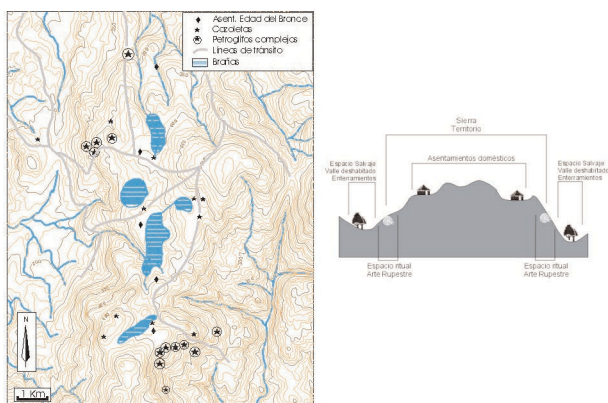 Asent. Edad del Bronce
Cazoletas
Petroglifos complejos
Líneas de tránsito
Brañas
N
1 Km.
Sierra
Territorio
Asentamientos domésticos
Espacio Salvaje
Valle deshabitado
Enterramientos
Espacio Salvaje
Valle deshabitado
Enterramientos
Espacio ritual
Arte Rupestre
Espacio ritual
Arte Rupestre